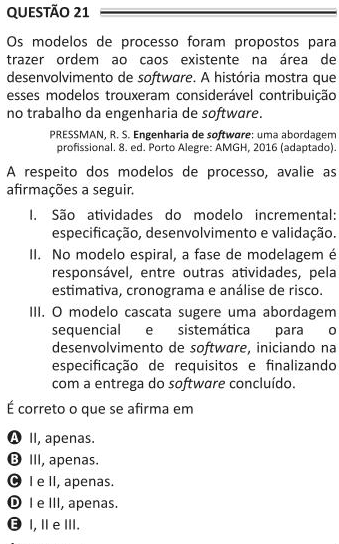 QUESTÃO 21
Os modelos de processo foram propostos para
trazer ordem ao caos existente na área de
desenvolvimento de software. A história mostra que
esses modelos trouxeram considerável contribuição
no trabalho da engenharia de software.
PRESSMAN, R. S. Engenharia de software: uma abordagem
profissional. 8. ed. Porto Alegre: AMGH, 2016 (adaptado).
A respeito dos modelos de processo, avalie as
afirmações a seguir.
I. São atividades do modelo incremental:
especificação, desenvolvimento e validação.
II. No modelo espiral, a fase de modelagem é
responsável, entre outras atividades, pela
estimativa, cronograma e análise de risco.
III. O modelo cascata sugere uma abordagem
sequencial e sistemática para o
desenvolvimento de software, iniciando na
especificação de requisitos e finalizando
com a entrega do software concluído.
É correto o que se afirma em
A II, apenas.
B III, apenas.
C I e II, apenas.
D I e III, apenas.
E I, II e III.